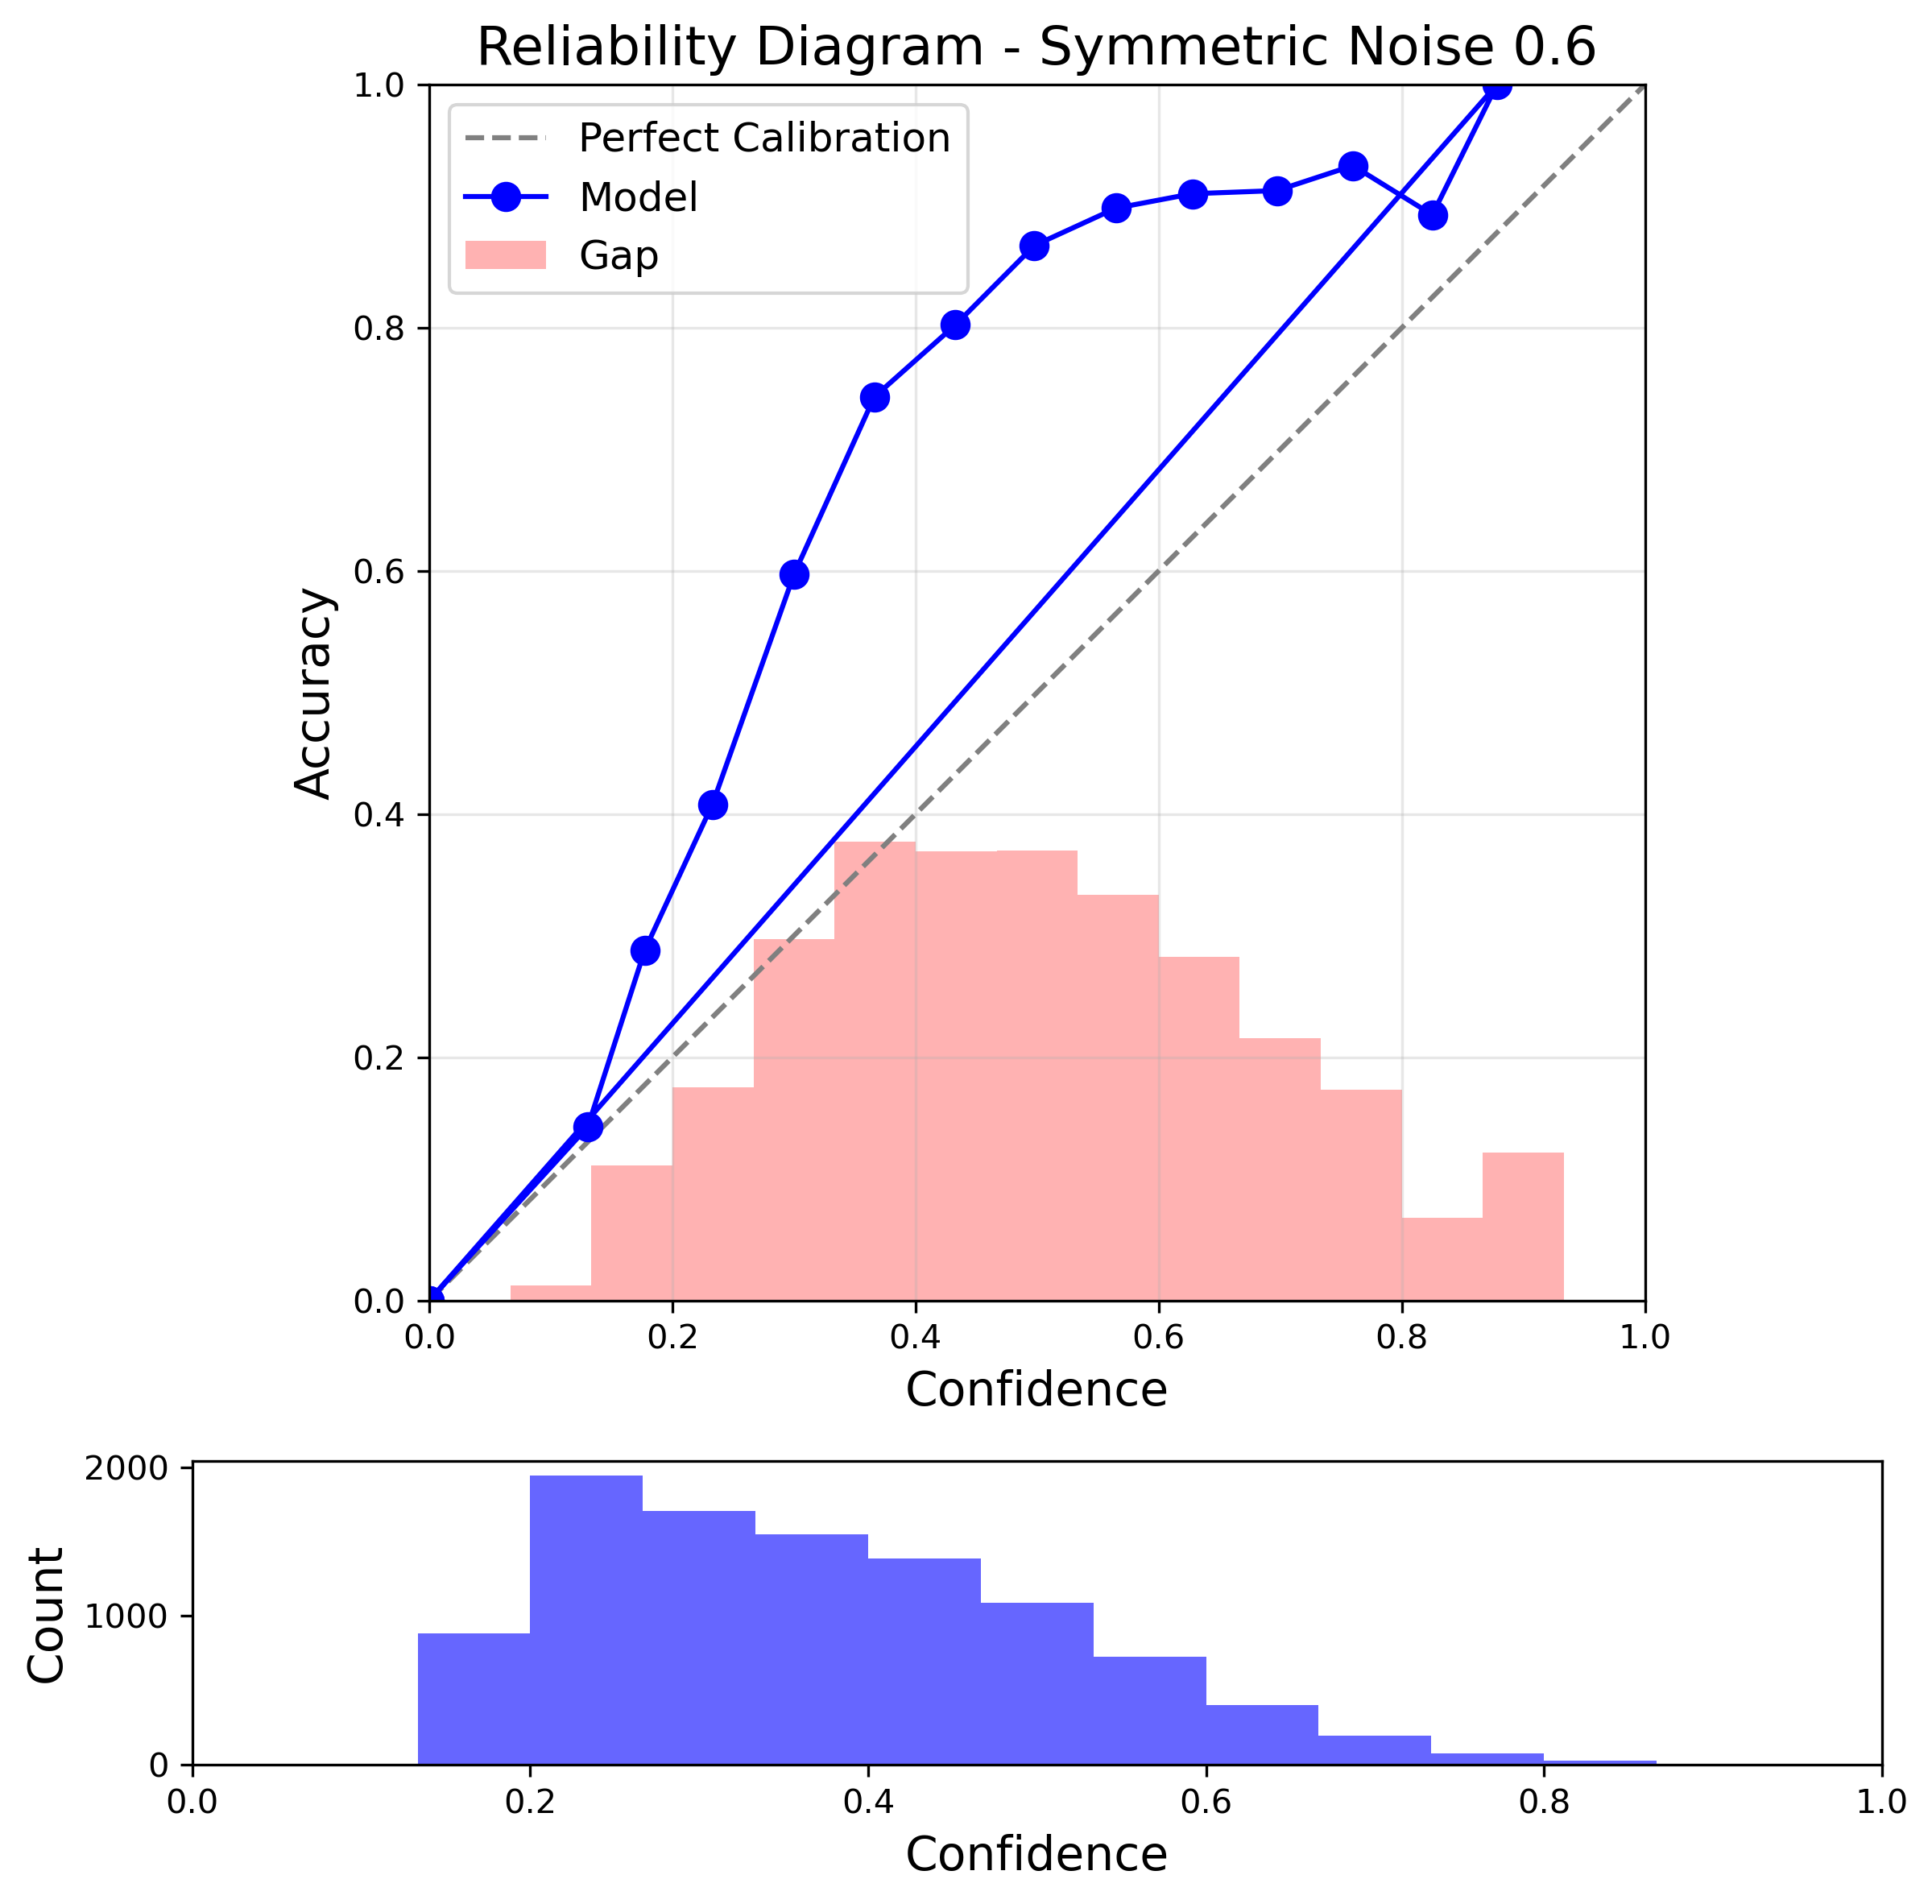 Reliability Diagram - Symmetric Noise 0.6
Perfect Calibration
Model
Gap
Accuracy
1.0
0.8
0.6
0.4
0.2
0.0
0.0 0.2 0.4 0.6 0.8 1.0
Confidence
Count
2000
1000
0
0.0 0.2 0.4 0.6 0.8 1.0
Confidence